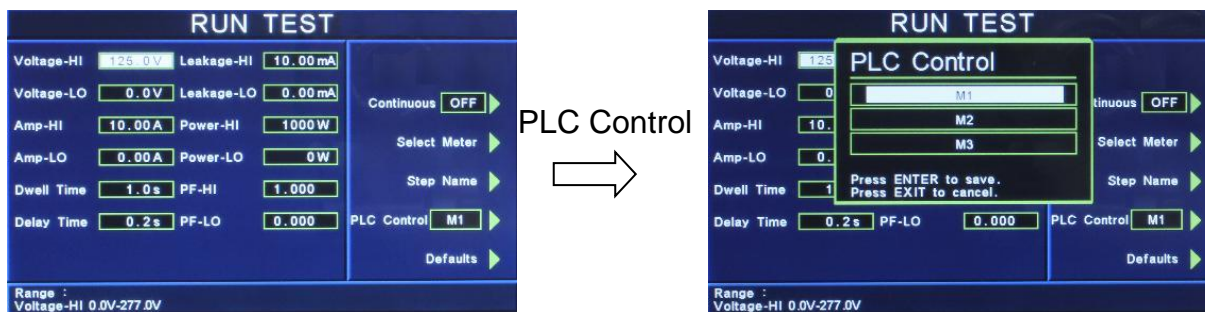 RUN TEST
Voltage-HI 125.0V Leakage-HI 10.00mA
Voltage-LO 0.0V Leakage-LO 0.00mA
Continuous OFF
Amp-HI 10.00A Power-HI 1000W
Select Meter
Amp-LO 0.00A Power-LO 0W
Step Name
Dwell Time 1.0s PF-HI 1.000
Delay Time 0.2s PF-LO 0.000
PLC Control M1
Defaults
Range :
Voltage-HI 0.0V-277.0V
PLC Control
RUN TEST
Voltage-HI 125
Voltage-LO 0
Amp-HI 10.
Amp-LO 0.
Dwell Time 1
Delay Time 0.2s PF-LO 0.000
PLC Control
M1
M2
M3
Press ENTER to save.
Press EXIT to cancel.
tinuous OFF
Select Meter
Step Name
PLC Control M1
Defaults
Range :
Voltage-HI 0.0V-277.0V